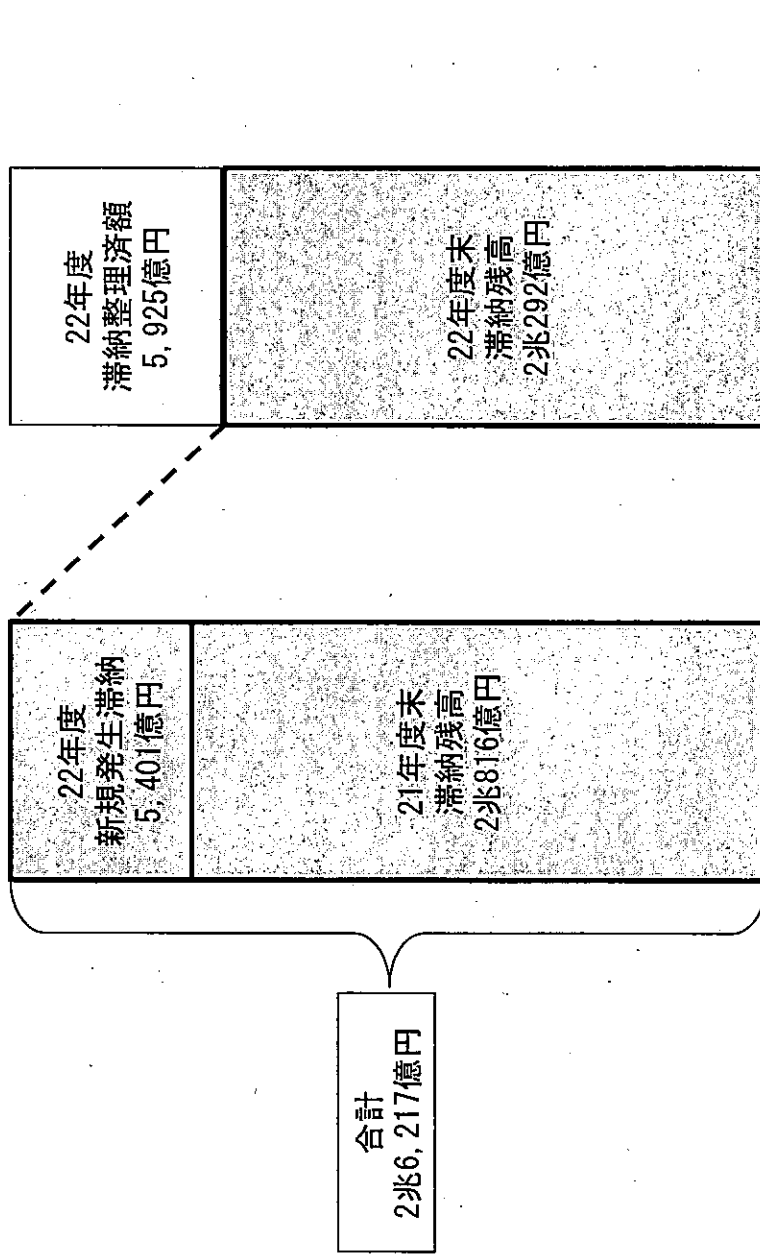 合計
2兆6,217億円
22年度
新規発生滞納
5,401億円
21年度末
滞納残高
2兆816億円
22年度
滞納整理済額
5,925億円
22年度末
滞納残高
2兆292億円